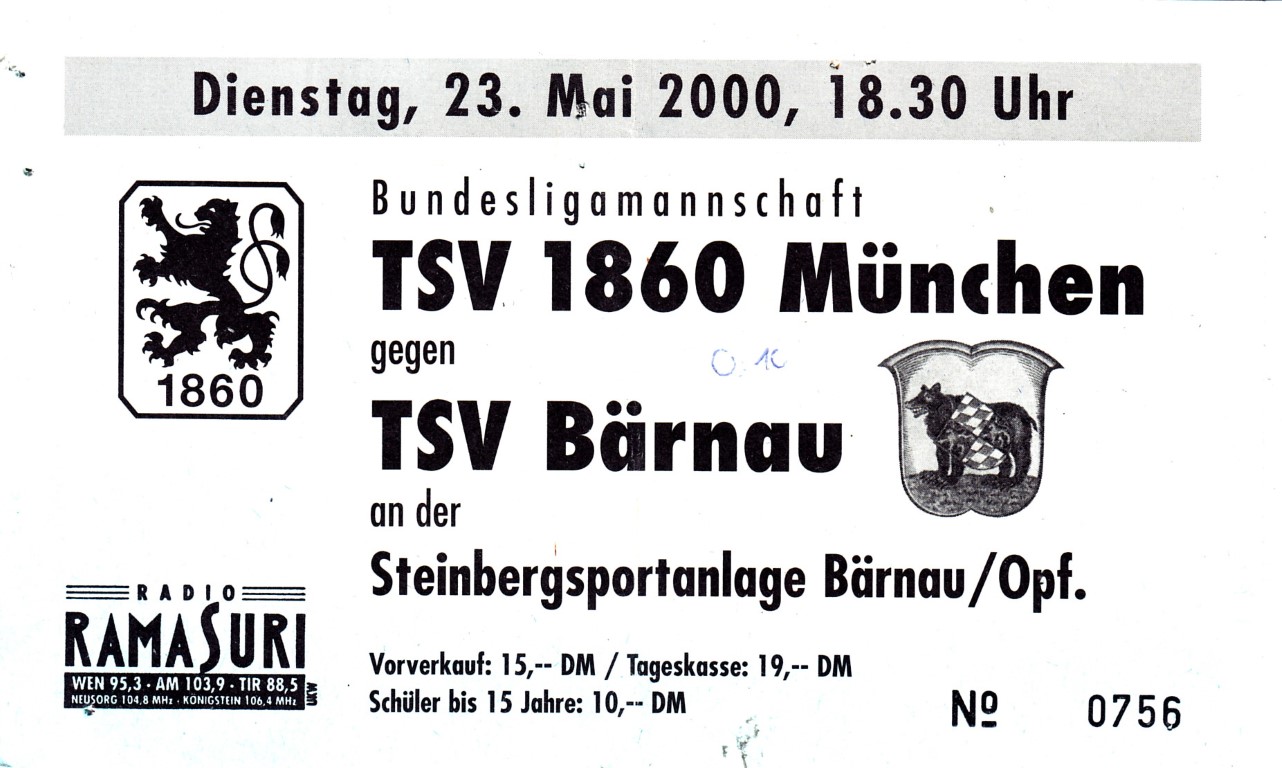 Dienstag, 23. Mai 2000, 18.30 Uhr
Bundesligamannschaft
TSV 1860 München
gegen
TSV Bärnau
an der
Steinbergsportanlage Bärnau/Opf.
Vorverkauf: 15,-- DM / Tageskasse: 19,-- DM
Schüler bis 15 Jahre: 10,-- DM
Nº 0756
1860
0:10
RADIO
RAMASURI
WEN 95,3 · AM 103,9 · TIR 88,5
NEUSORG 104,8 MHz · KÖNIGSTEIN 106,4 MHz
UKW